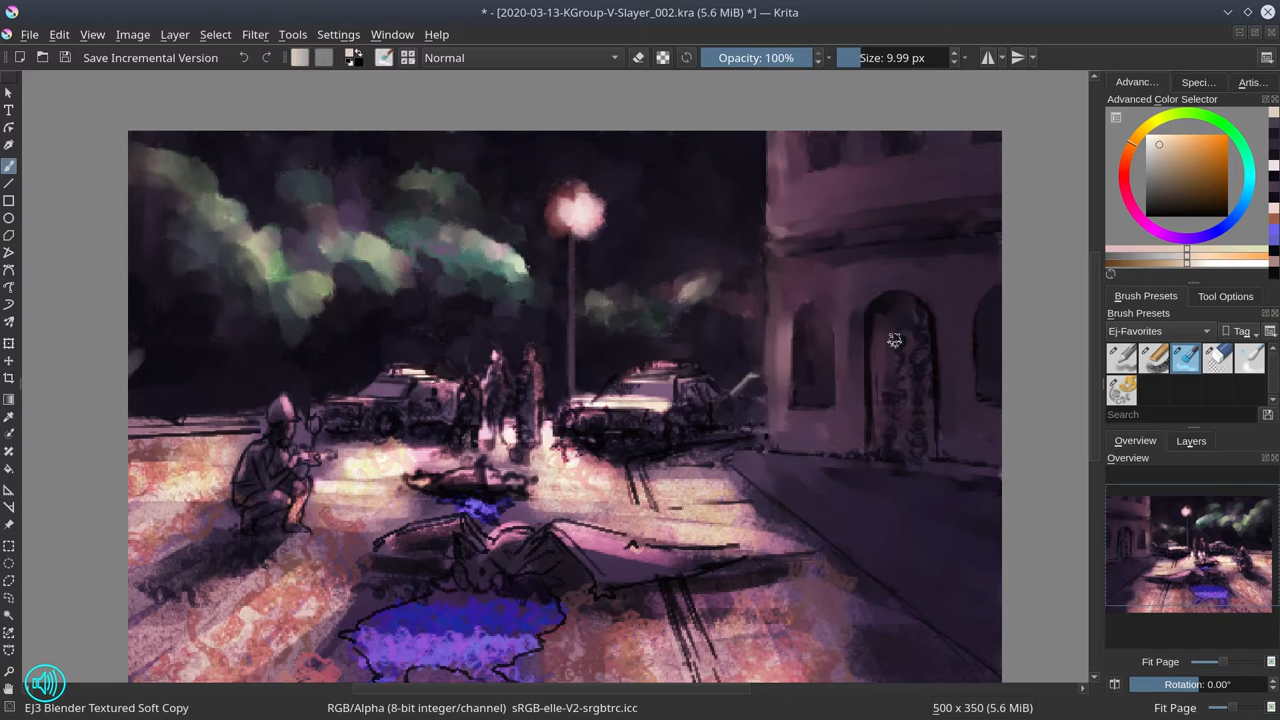 * - [2020-03-13-KGroup-V-Slayer_002.kra (5.6 MiB) *] — Krita
File Edit View Image Layer Select Filter Tools Settings Window Help
Save Incremental Version Normal Opacity: 100% Size: 9.99 px
Advanc... Speci... Artis...
Advanced Color Selector
Brush Presets Tool Options
Brush Presets
Ej-Favorites Tag
Search
Overview Layers
Overview
Fit Page
Rotation: 0.00°
EJ3 Blender Textured Soft Copy RGB/Alpha (8-bit integer/channel) sRGB-elle-V2-srgbtrc.icc 500 x 350 (5.6 MiB) Fit Page